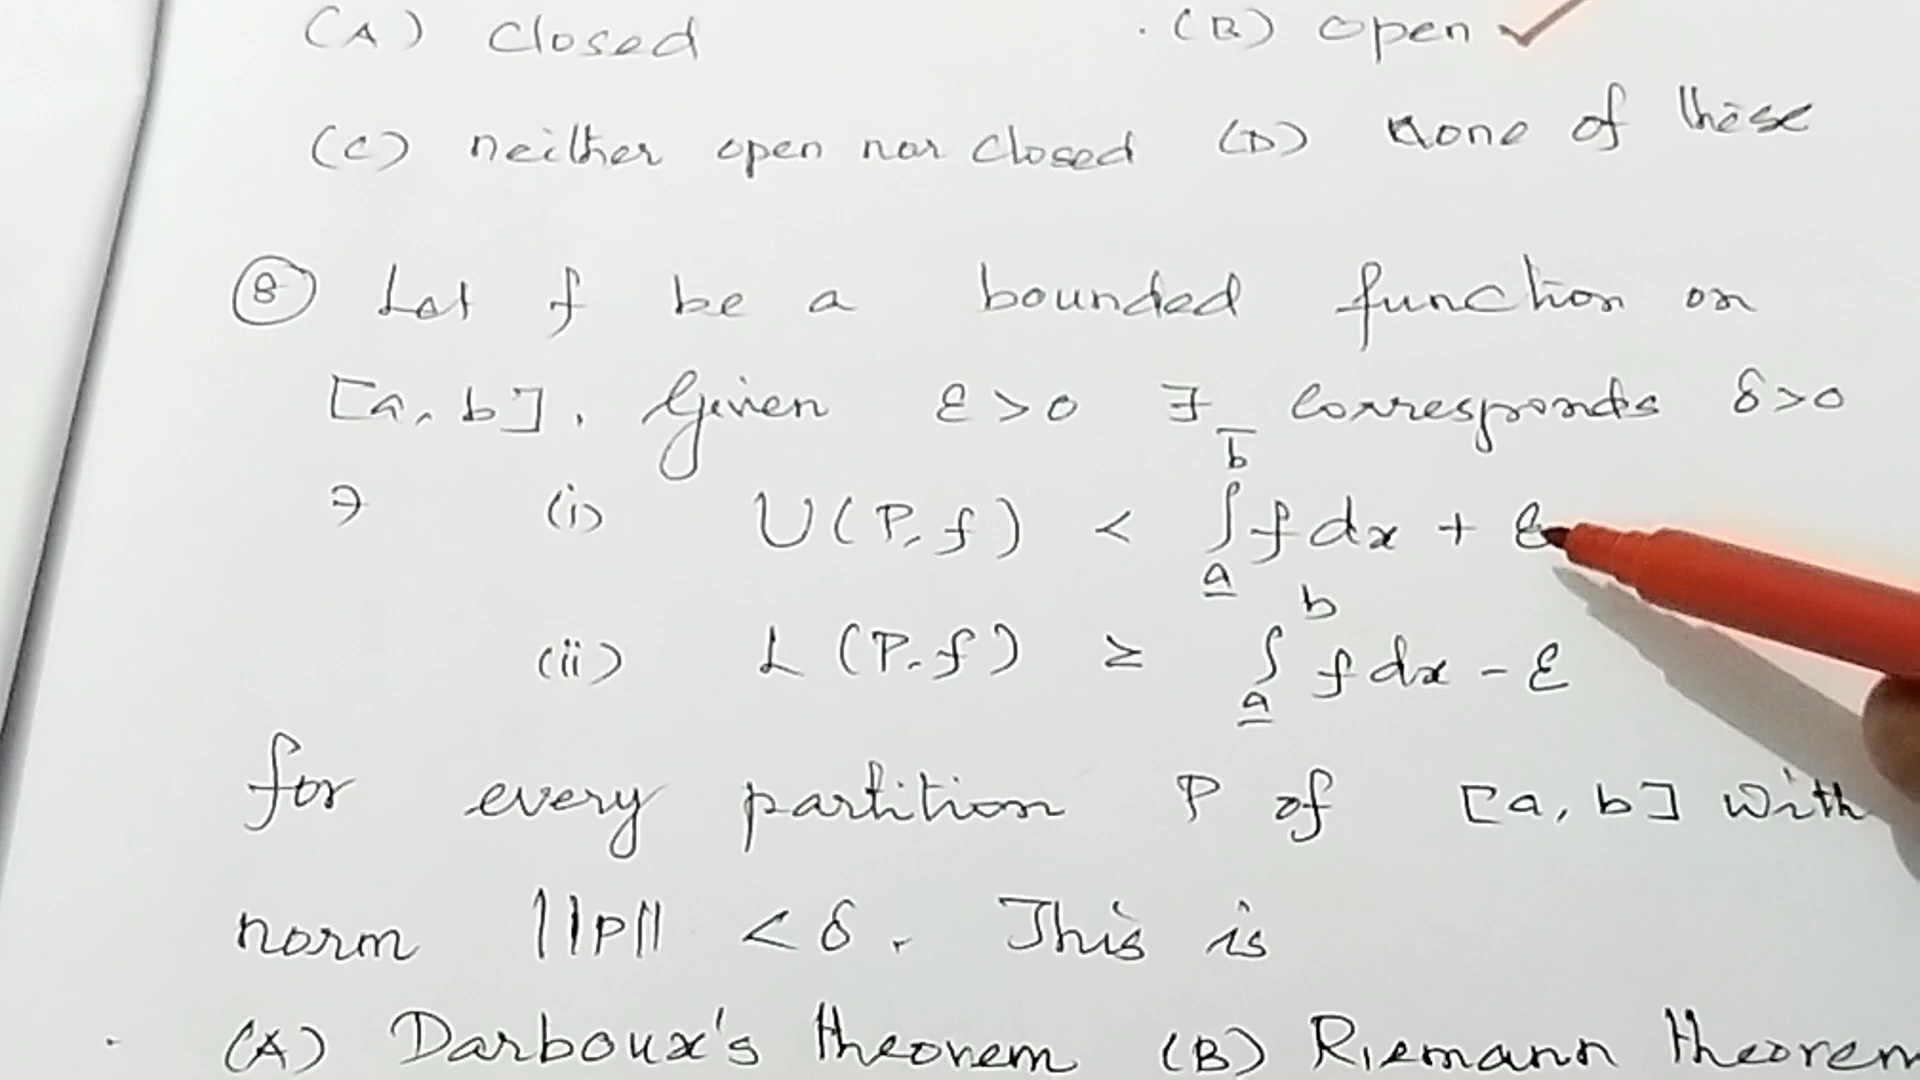 (A) closed (B) open ✓
(C) neither open nor closed (D) none of these
⑧ Let f be a bounded function on
[a, b]. Given ε>0 ∃ corresponds δ>0
∋ (i) U(P, f) < ∫_a̲^b̅ f dx + ε
(ii) L(P, f) ≥ ∫_a̲^b f dx - ε
for every partition P of [a, b] with
norm ||P|| < δ. This is
(A) Darboux's theorem (B) Riemann theorem